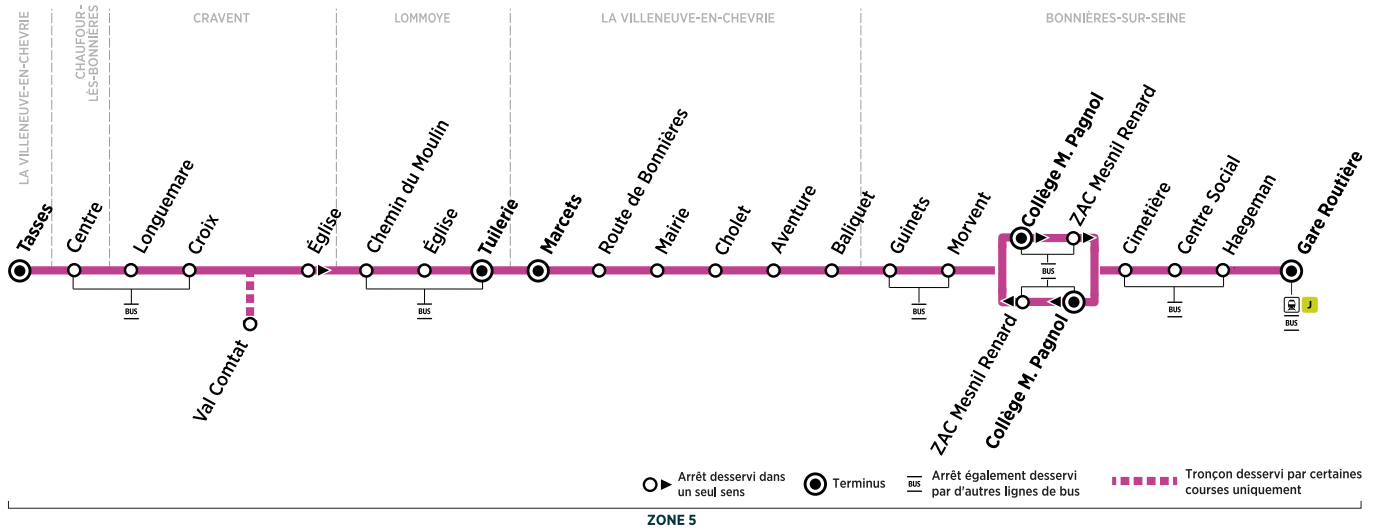 LA VILLENEUVE-EN-CHEVRIE
CHAUFOUR-
LÈS-BONNIÈRES
CRAVENT
LOMMOYE
LA VILLENEUVE-EN-CHEVRIE
BONNIÈRES-SUR-SEINE
Tasses
Centre
Longuemare
Croix
Val Comtat
Église
Chemin du Moulin
Église
Tuilerie
Marcets
Route de Bonnières
Mairie
Cholet
Aventure
Baliquet
Guinets
Morvent
Collège M. Pagnol
ZAC Mesnil Renard
ZAC Mesnil Renard
Collège M. Pagnol
Cimetière
Centre Social
Haegeman
Gare Routière
BUS
BUS
BUS
BUS
BUS
J
BUS
Arrêt desservi dans
un seul sens
Terminus
BUS
Arrêt également desservi
par d'autres lignes de bus
Tronçon desservi par certaines
courses uniquement
ZONE 5